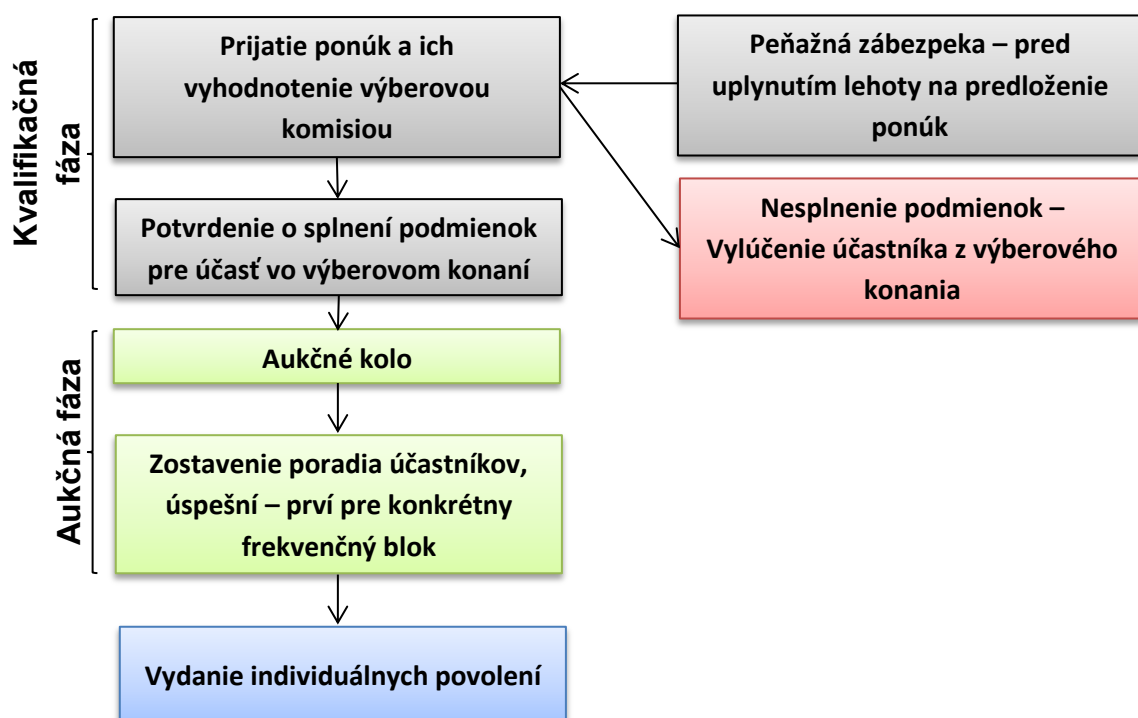 Kvalifikačná
fáza
Prijatie ponúk a ich
vyhodnotenie výberovou
komisiou
Peňažná zábezpeka – pred
uplynutím lehoty na predloženie
ponúk
Potvrdenie o splnení podmienok
pre účasť vo výberovom konaní
Nesplnenie podmienok –
Vylúčenie účastníka z výberového
konania
Aukčná fáza
Aukčné kolo
Zostavenie poradia účastníkov,
úspešní – prví pre konkrétny
frekvenčný blok
Vydanie individuálnych povolení